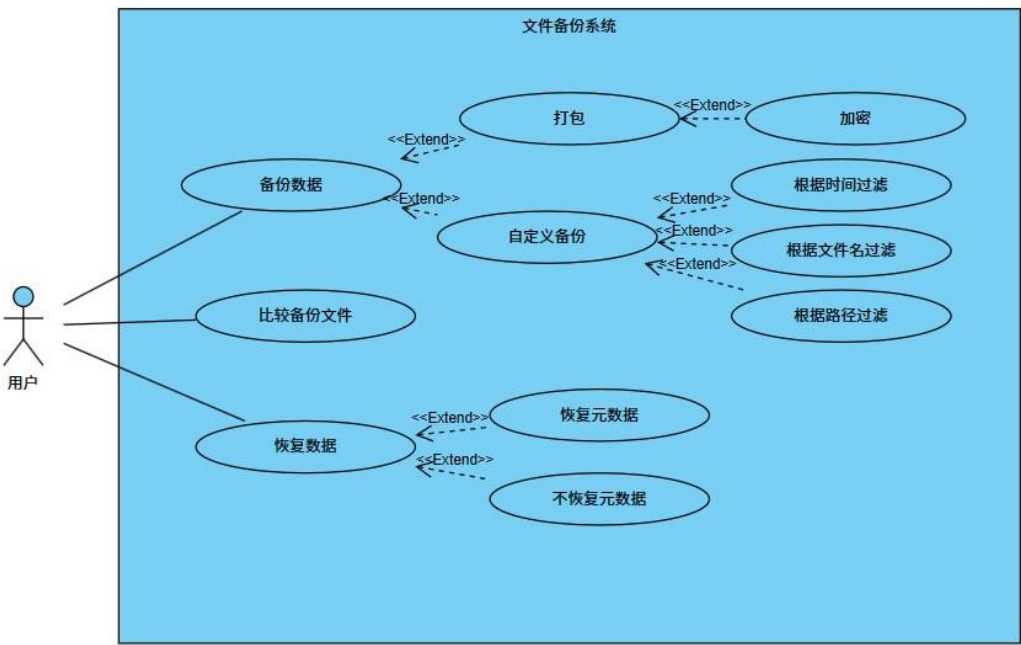 文件备份系统
打包
<<Extend>>
加密
<<Extend>>
备份数据
<<Extend>>
自定义备份
<<Extend>>
根据时间过滤
<<Extend>>
根据文件名过滤
<<Extend>>
根据路径过滤
用户
比较备份文件
恢复数据
<<Extend>>
恢复元数据
<<Extend>>
不恢复元数据